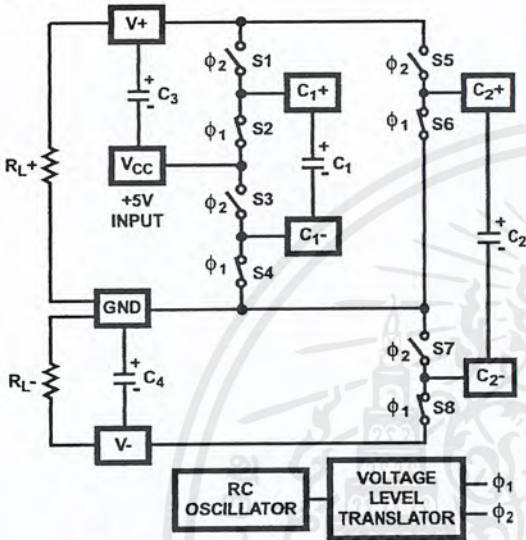 V+
S1
S5
ϕ2
ϕ2
+
C3
-
C1+
C2+
ϕ1
S2
ϕ1
S6
RL+
VCC
+
C1
-
+5V
INPUT
ϕ2
S3
+
C2
-
C1-
ϕ1
S4
GND
ϕ2
S7
RL-
+
C4
-
C2-
ϕ1
S8
V-
RC
OSCILLATOR
VOLTAGE
LEVEL
TRANSLATOR
ϕ1
ϕ2